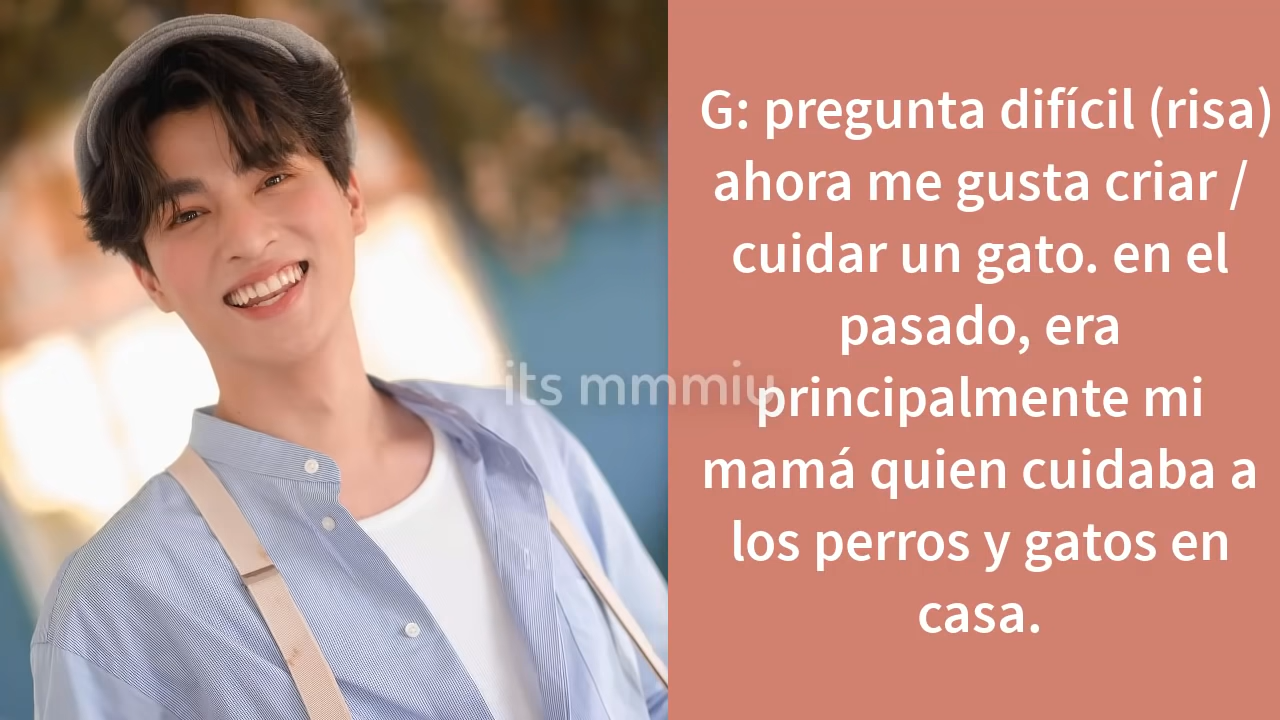 G: pregunta difícil (risa)
ahora me gusta criar /
cuidar un gato. en el
pasado, era
its mmmiu
principalmente mi
mamá quien cuidaba a
los perros y gatos en
casa.